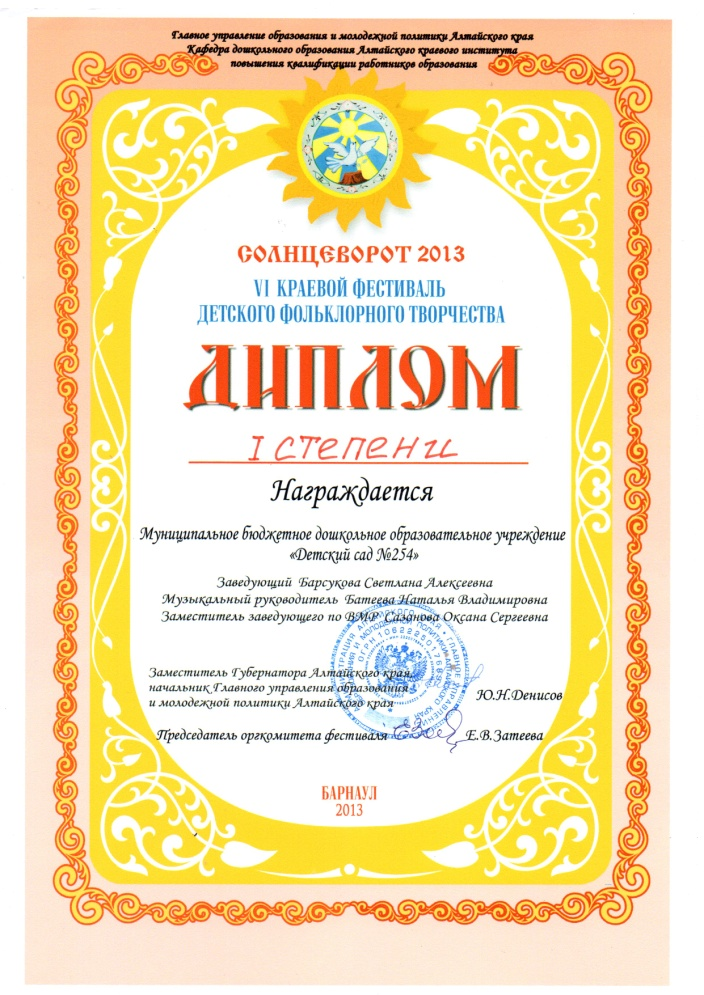 Главное управление образования и молодежной политики Алтайского края
Кафедра дошкольного образования Алтайского краевого института
повышения квалификации работников образования
СОЛНЦЕВОРОТ 2013
VI КРАЕВОЙ ФЕСТИВАЛЬ
ДЕТСКОГО ФОЛЬКЛОРНОГО ТВОРЧЕСТВА
ДИПЛОМ
I СТЕПЕНИ
Награждается
Муниципальное бюджетное дошкольное образовательное учреждение
«Детский сад №254»
Заведующий Барсукова Светлана Алексеевна
Музыкальный руководитель Батеева Наталья Владимировна
Заместитель заведующего по ВМР Сазонова Оксана Сергеевна
Заместитель Губернатора Алтайского края,
начальник Главного управления образования
и молодежной политики Алтайского края
Ю.Н.Денисов
Председатель оргкомитета фестиваля Е.В.Затеева
БАРНАУЛ
2013